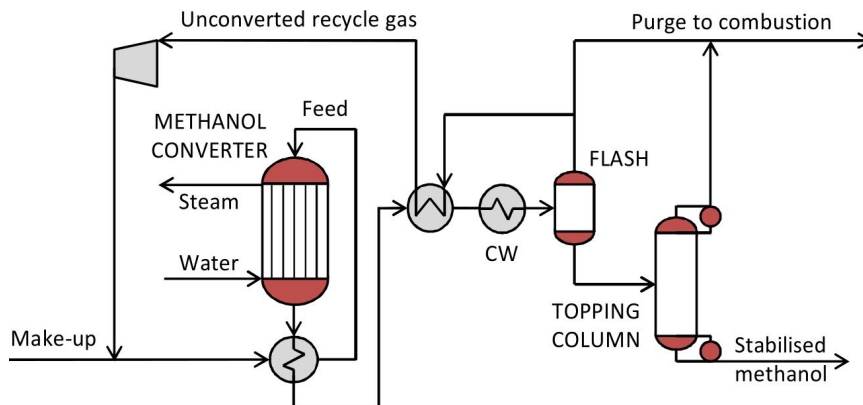 Unconverted recycle gas
Purge to combustion
Feed
METHANOL
CONVERTER
FLASH
Steam
CW
Water
TOPPING
COLUMN
Make-up
Stabilised
methanol